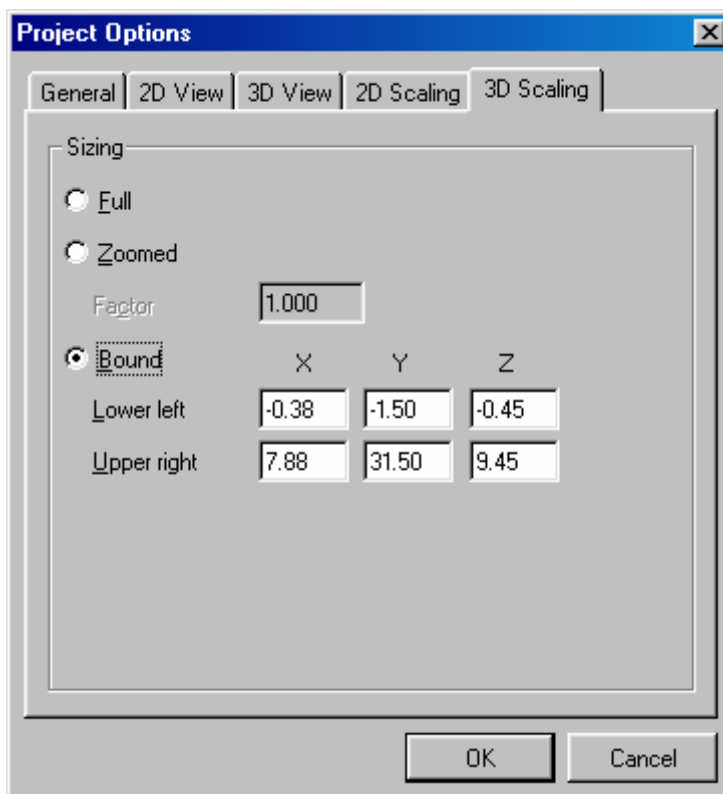 Project Options
General 2D View 3D View 2D Scaling 3D Scaling
Sizing
Full
Zoomed
Factor 1.000
Bound X Y Z
Lower left -0.38 -1.50 -0.45
Upper right 7.88 31.50 9.45
OK Cancel